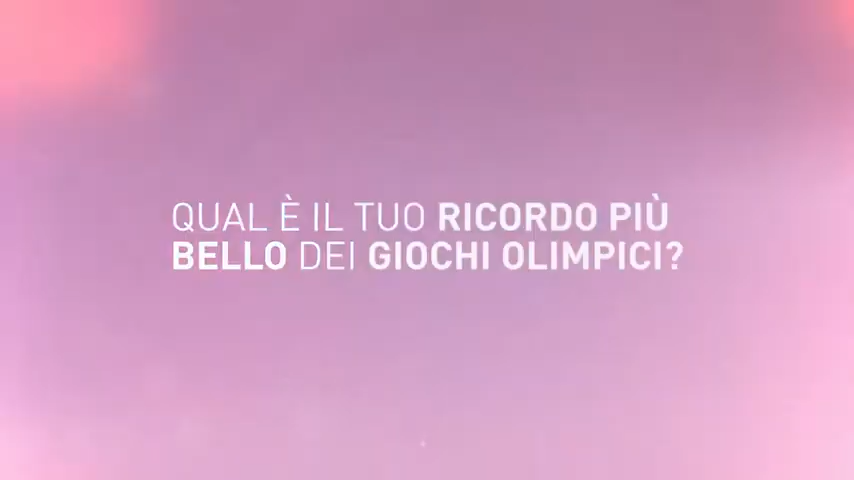 QUAL È IL TUO RICORDO PIÙ
BELLO DEI GIOCHI OLIMPICI?